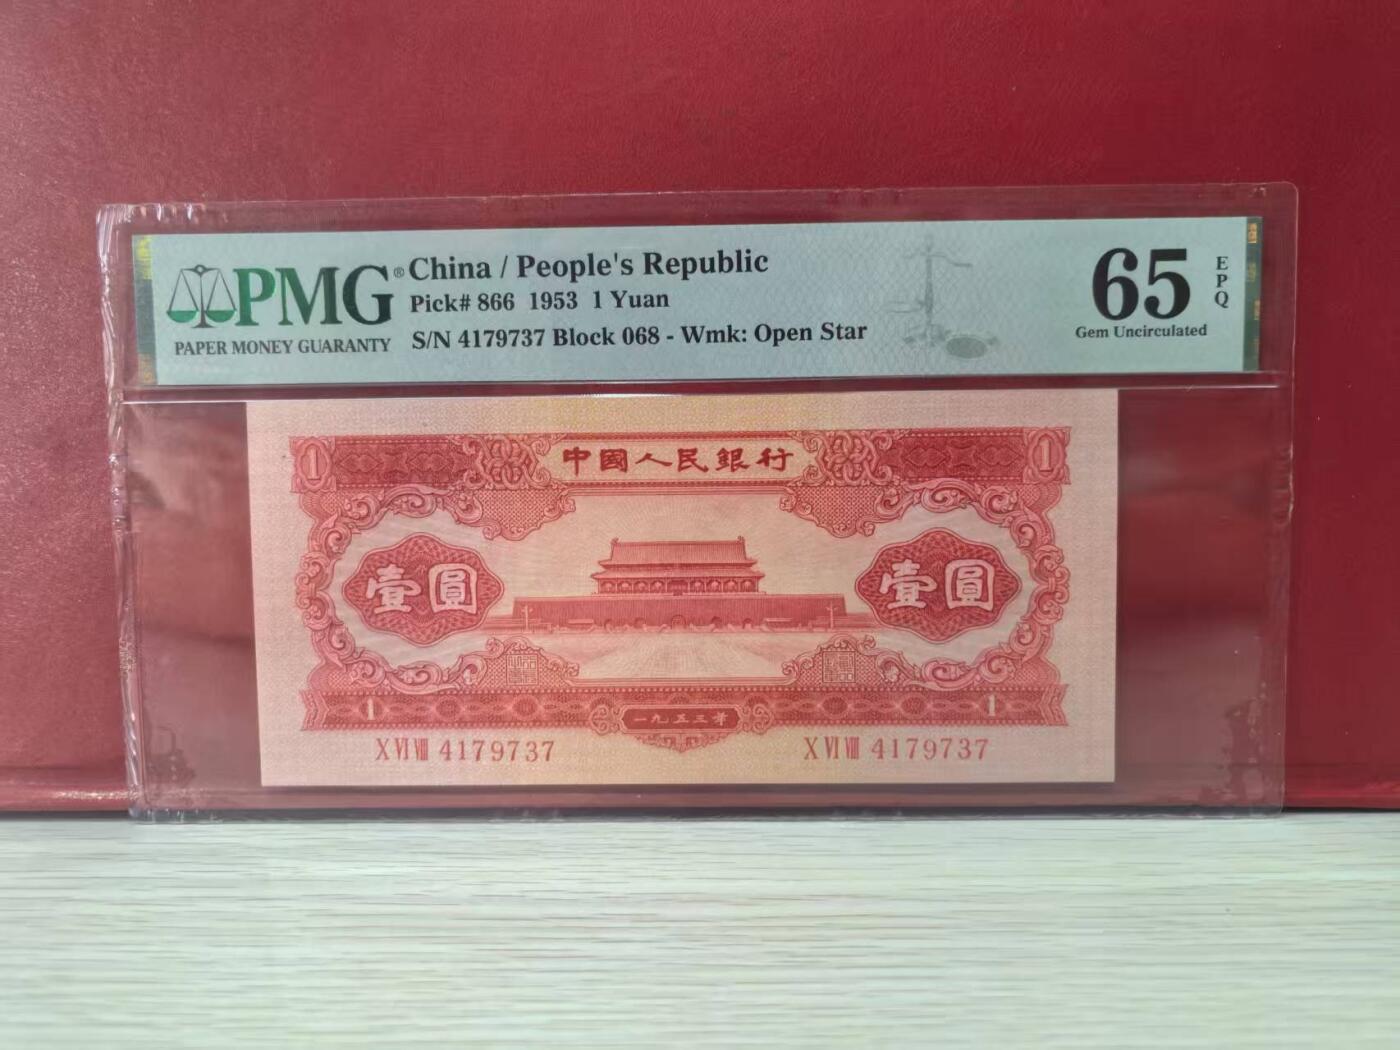 PMG®
PAPER MONEY GUARANTY
China / People's Republic
Pick# 866 1953 1 Yuan
S/N 4179737 Block 068 - Wmk: Open Star
65
EPQ
Gem Uncirculated
1 中國人民銀行 1
壹圓 壹圓
1 一九五三年 1
X VI VIII 4179737 X VI VIII 4179737